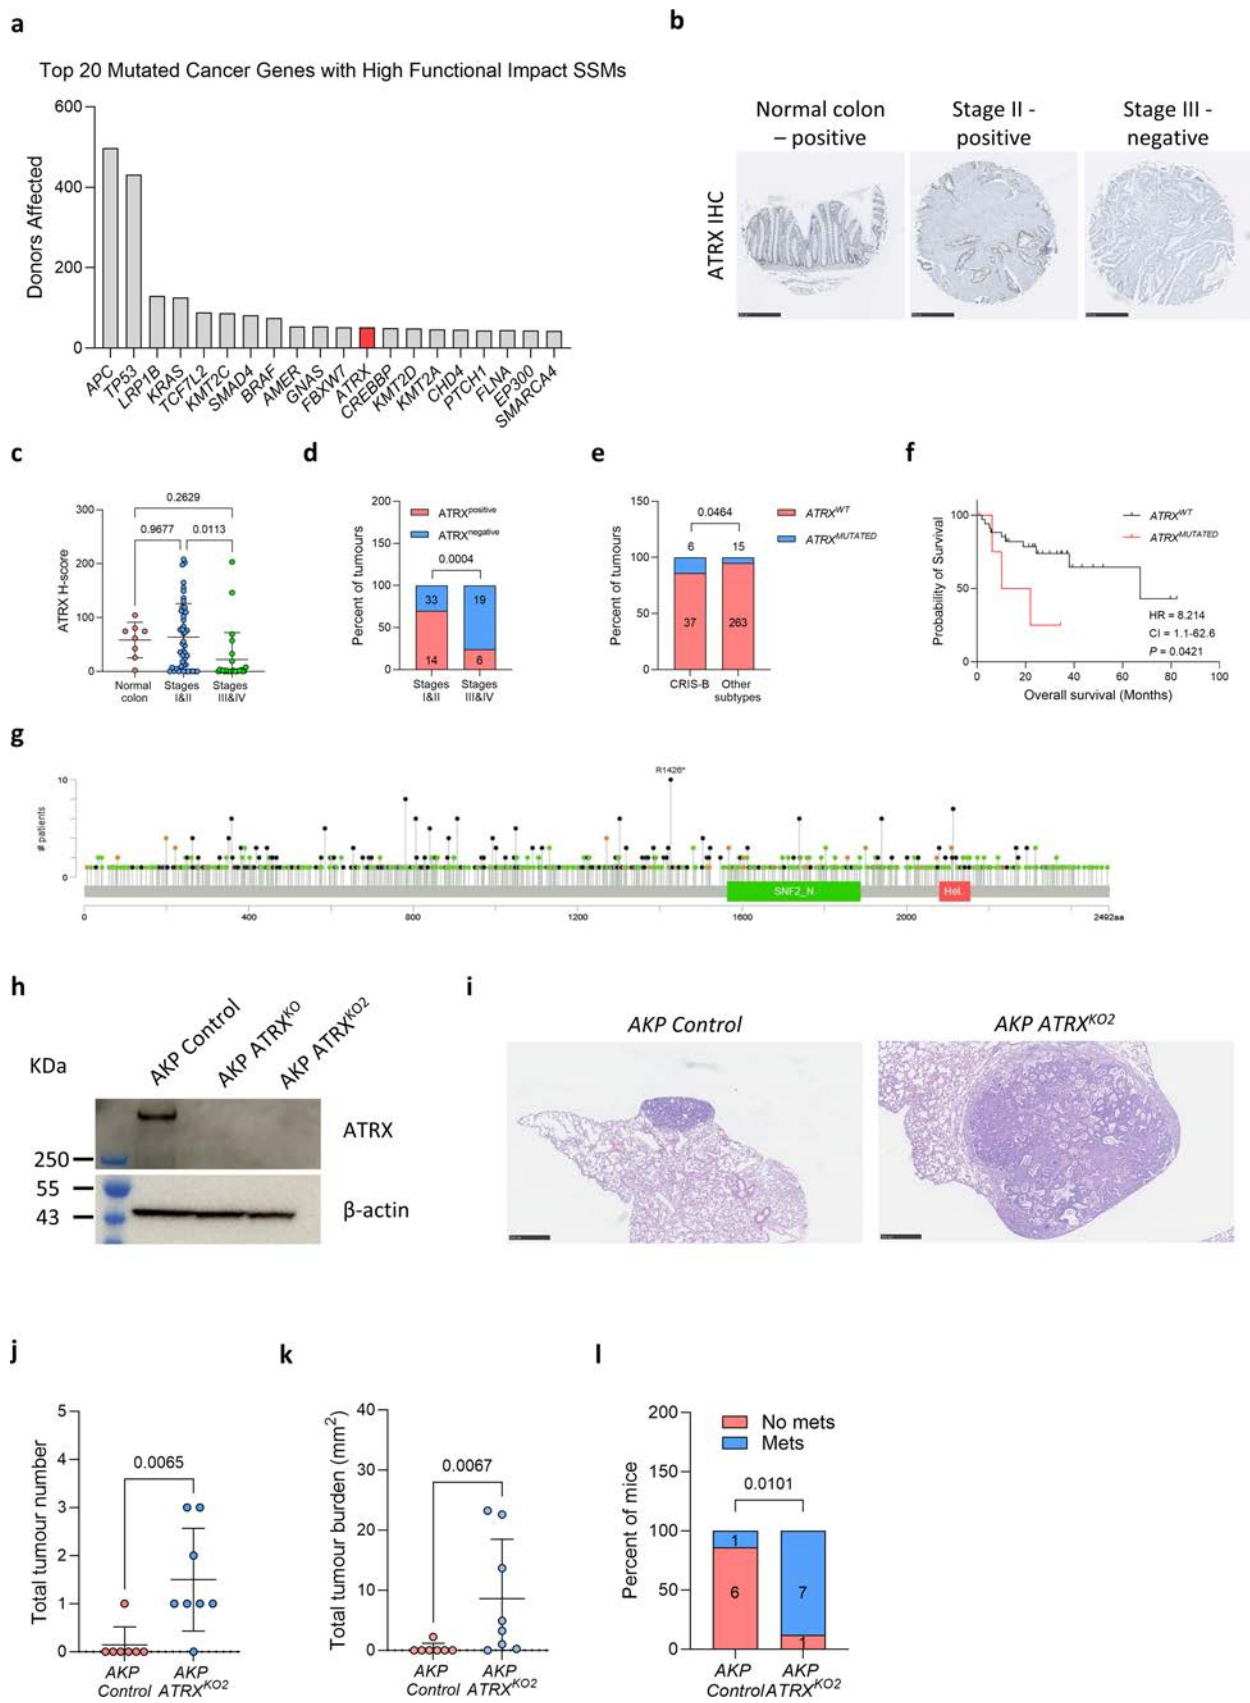 a
Top 20 Mutated Cancer Genes with High Functional Impact SSMs
Donors Affected
600
400
200
0
APC
TP53
LRP1B
KRAS
TCF7L2
KMT2C
SMAD4
BRAF
AMER
GNAS
FBXW7
ATRX
CREBBP
KMT2D
KMT2A
CHD4
PTCH1
FLNA
EP300
SMARCA4
b
Normal colon – positive
Stage II - positive
Stage III - negative
ATRX IHC
c
ATRX H-score
300
200
100
0
0.2629
0.9677
0.0113
Normal colon
Stages I&II
Stages III&IV
d
Percent of tumours
200
150
100
50
0
ATRXpositive
ATRXnegative
0.0004
33
19
14
6
Stages I&II
Stages III&IV
e
Percent of tumours
150
100
50
0
ATRXWT
ATRXMUTATED
0.0464
6
15
37
263
CRIS-B
Other subtypes
f
Probability of Survival
100
50
0
ATRXWT
ATRXMUTATED
HR = 8.214
CI = 1.1-62.6
P = 0.0421
0 20 40 60 80 100
Overall survival (Months)
g
# patients
10
0
R1426*
SNF2_N
Hel.
0 400 800 1200 1600 2000 2492aa
h
KDa
AKP Control
AKP ATRXKO
AKP ATRXKO2
250
55
43
ATRX
β-actin
i
AKP Control
AKP ATRXKO2
j
Total tumour number
5
4
3
2
1
0
0.0065
AKP Control
AKP ATRXKO2
k
Total tumour burden (mm2)
40
30
20
10
0
0.0067
AKP Control
AKP ATRXKO2
l
Percent of mice
200
150
100
50
0
No mets
Mets
0.0101
1
6
7
1
AKP Control
AKP ATRXKO2